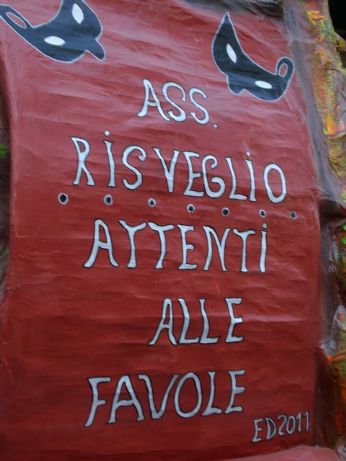 ASS.
RISVEGLIO
ATTENTI
ALLE
FAVOLE
ED2011